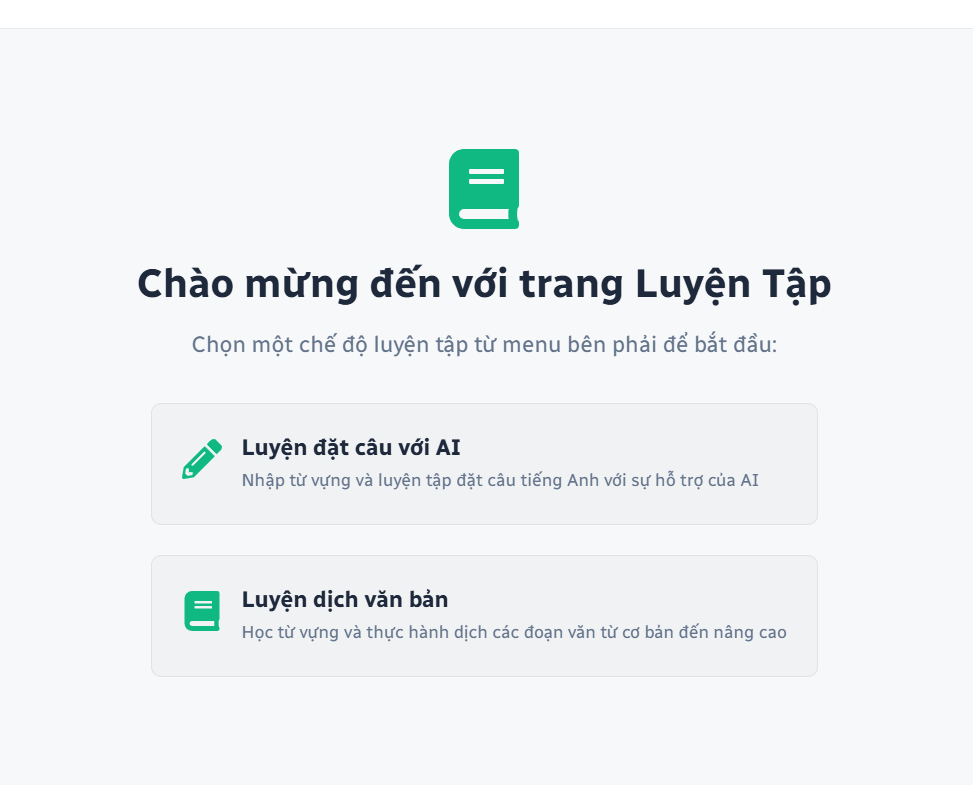 Chào mừng đến với trang Luyện Tập
Chọn một chế độ luyện tập từ menu bên phải để bắt đầu:
Luyện đặt câu với AI
Nhập từ vựng và luyện tập đặt câu tiếng Anh với sự hỗ trợ của AI
Luyện dịch văn bản
Học từ vựng và thực hành dịch các đoạn văn từ cơ bản đến nâng cao